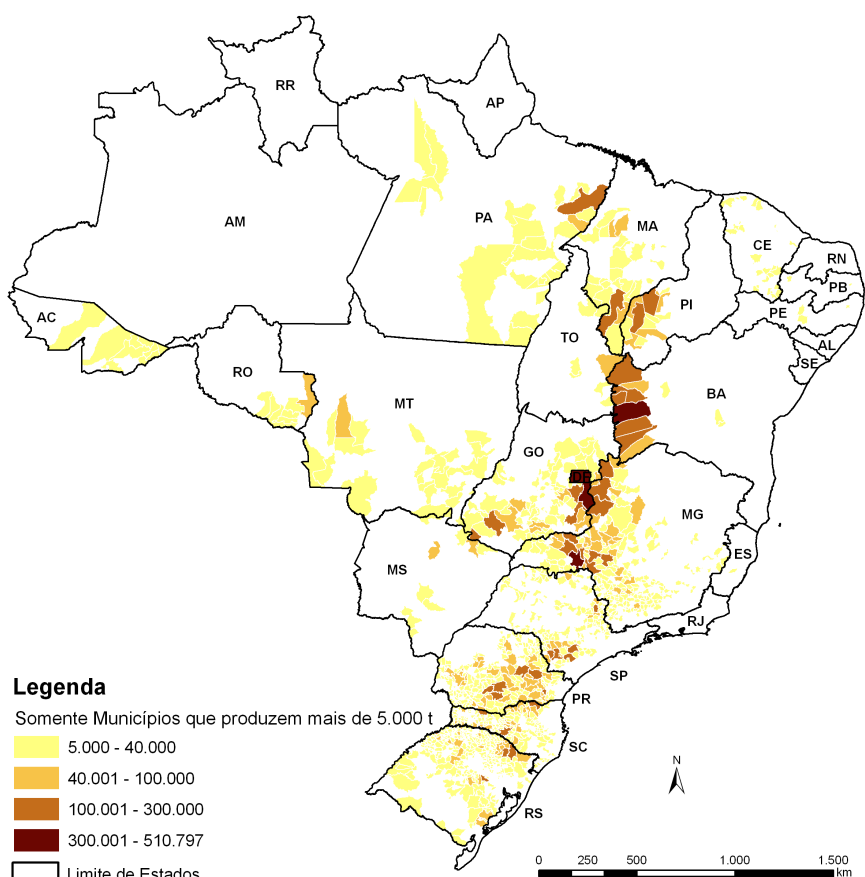 RR
AP
AM
PA
MA
CE
RN
PB
PI
PE
AL
SE
AC
TO
RO
BA
MT
GO
DF
MG
ES
MS
RJ
SP
PR
SC
RS
N
Legenda
Somente Municípios que produzem mais de 5.000 t
5.000 - 40.000
40.001 - 100.000
100.001 - 300.000
300.001 - 510.797
Limite de Estados
0 250 500 1.000 1.500
km